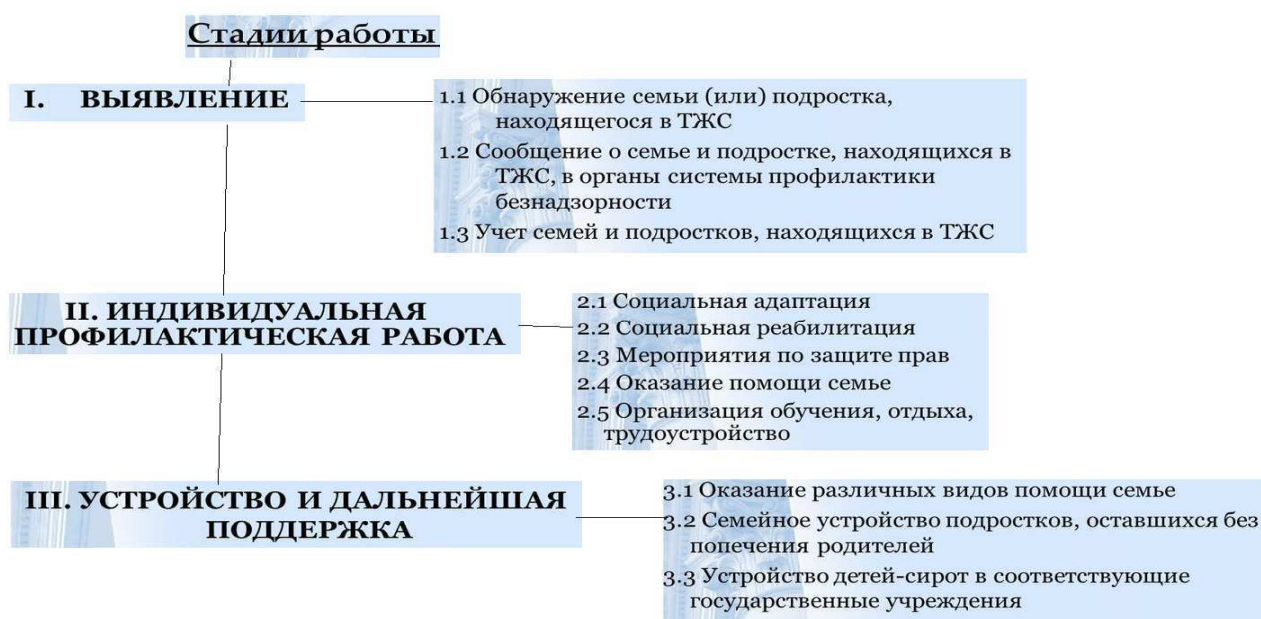 Стадии работы
I. ВЫЯВЛЕНИЕ
1.1 Обнаружение семьи (или) подростка,
находящегося в ТЖС
1.2 Сообщение о семье и подростке, находящихся в
ТЖС, в органы системы профилактики
безнадзорности
1.3 Учет семей и подростков, находящихся в ТЖС
II. ИНДИВИДУАЛЬНАЯ
ПРОФИЛАКТИЧЕСКАЯ РАБОТА
2.1 Социальная адаптация
2.2 Социальная реабилитация
2.3 Мероприятия по защите прав
2.4 Оказание помощи семье
2.5 Организация обучения, отдыха,
трудоустройство
III. УСТРОЙСТВО И ДАЛЬНЕЙШАЯ
ПОДДЕРЖКА
3.1 Оказание различных видов помощи семье
3.2 Семейное устройство подростков, оставшихся без
попечения родителей
3.3 Устройство детей-сирот в соответствующие
государственные учреждения